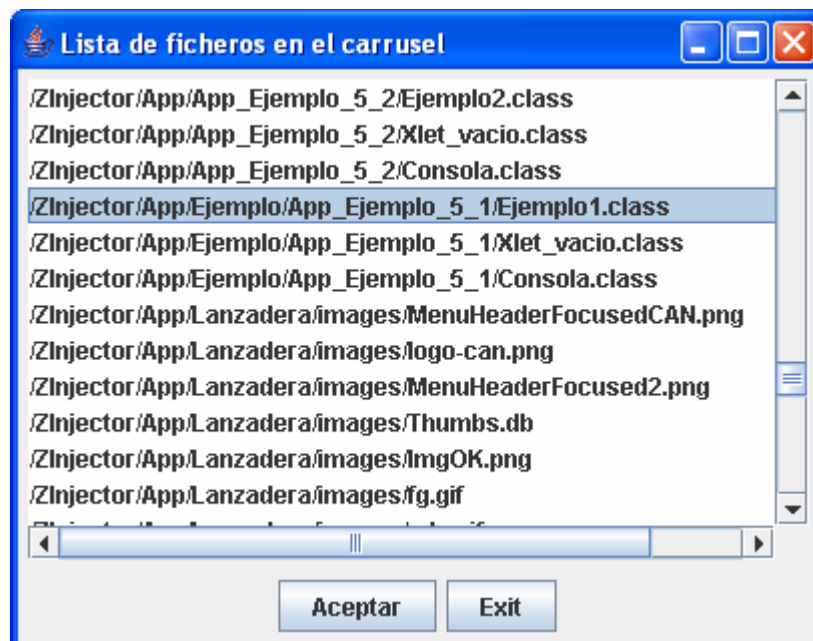 Lista de ficheros en el carrusel
/ZInjector/App/App_Ejemplo_5_2/Ejemplo2.class
/ZInjector/App/App_Ejemplo_5_2/Xlet_vacio.class
/ZInjector/App/App_Ejemplo_5_2/Consola.class
/ZInjector/App/Ejemplo/App_Ejemplo_5_1/Ejemplo1.class
/ZInjector/App/Ejemplo/App_Ejemplo_5_1/Xlet_vacio.class
/ZInjector/App/Ejemplo/App_Ejemplo_5_1/Consola.class
/ZInjector/App/Lanzadera/images/MenuHeaderFocusedCAN.png
/ZInjector/App/Lanzadera/images/logo-can.png
/ZInjector/App/Lanzadera/images/MenuHeaderFocused2.png
/ZInjector/App/Lanzadera/images/Thumbs.db
/ZInjector/App/Lanzadera/images/ImgOK.png
/ZInjector/App/Lanzadera/images/fg.gif
Aceptar Exit